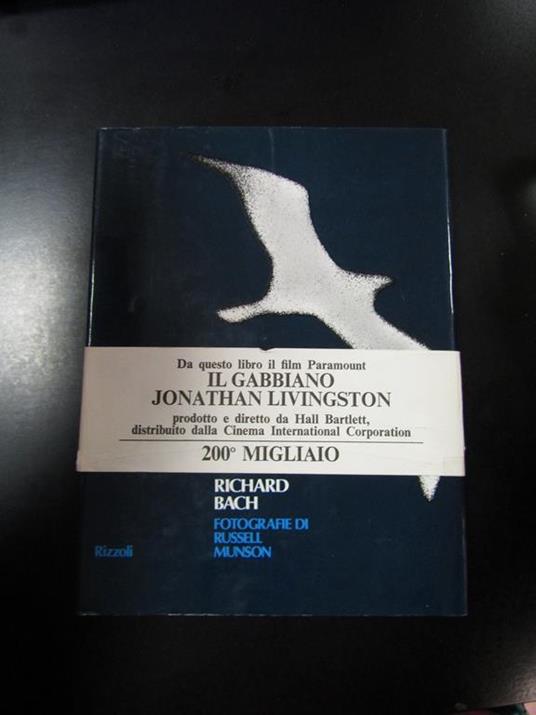 Da questo libro il film Paramount
IL GABBIANO
JONATHAN LIVINGSTON
prodotto e diretto da Hall Bartlett,
distribuito dalla Cinema International Corporation
200° MIGLIAIO
RICHARD
BACH
FOTOGRAFIE DI
RUSSELL
MUNSON
Rizzoli